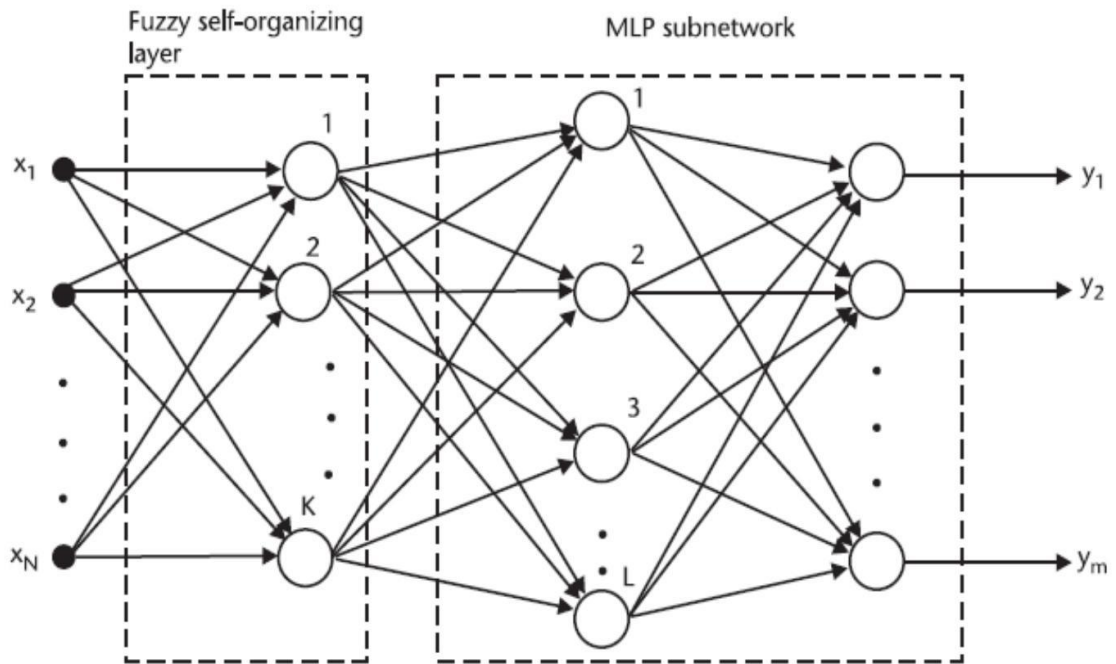 Fuzzy self-organizing
layer
MLP subnetwork
1
2
K
1
2
3
L
x1
x2
xN
y1
y2
ym